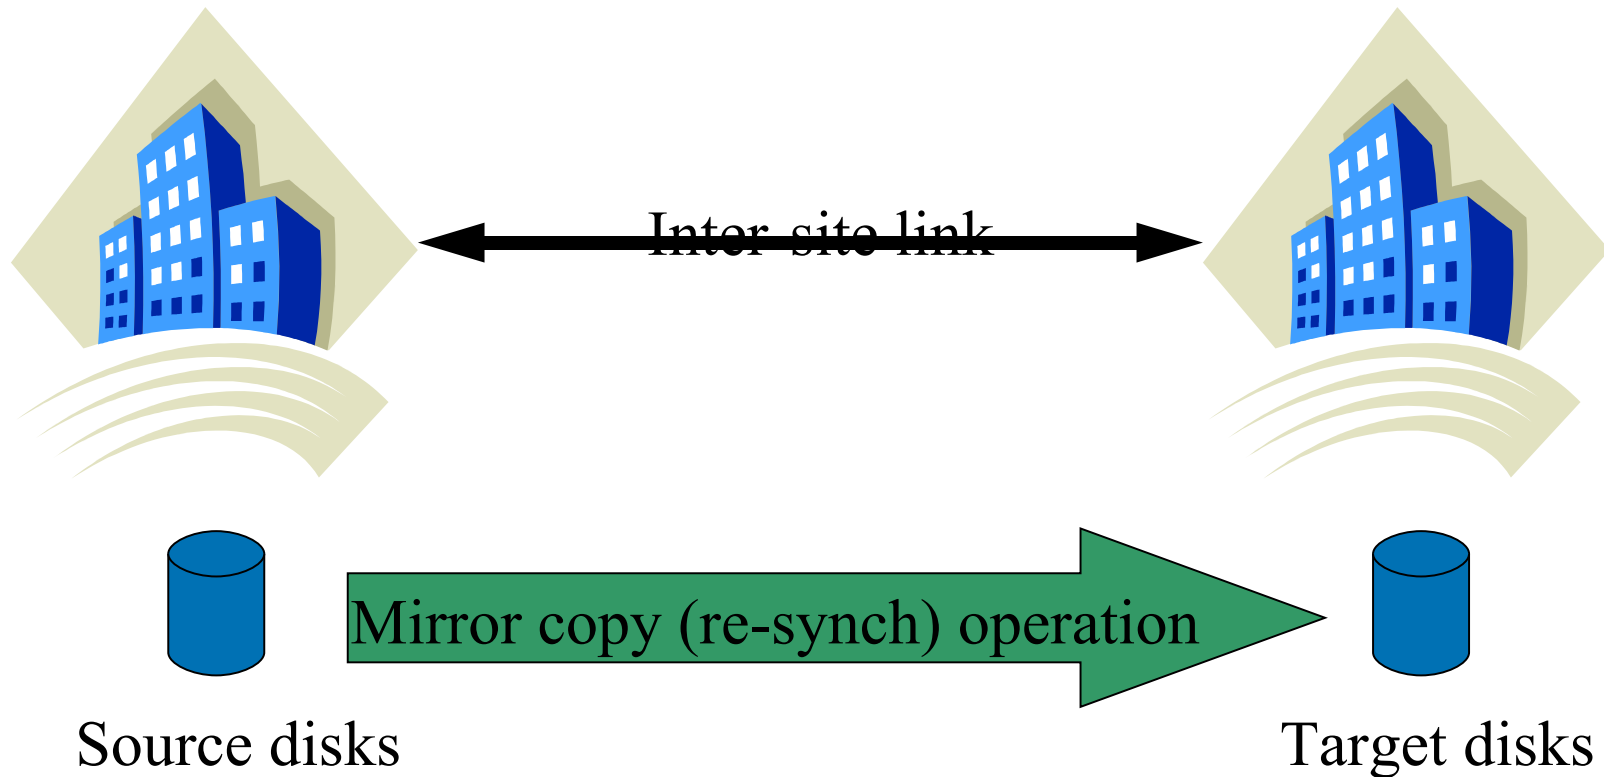 Inter-site link
Mirror copy (re-synch) operation
Source disks
Target disks